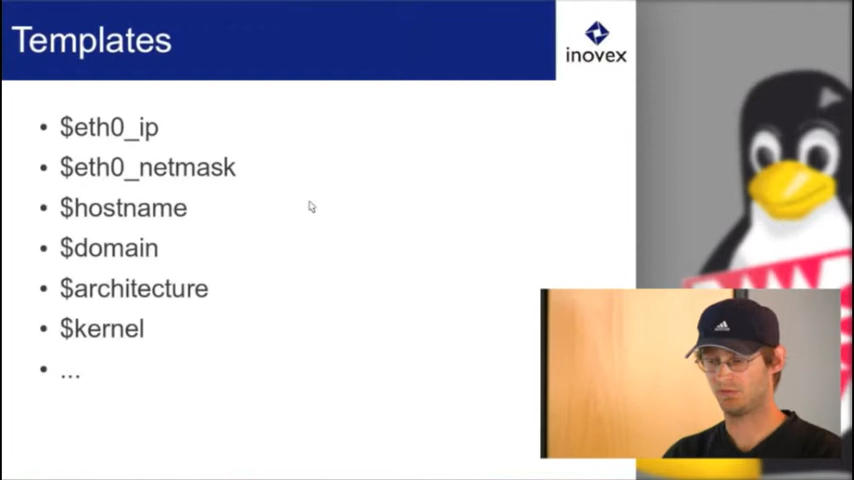 Templates
inovex
• $eth0_ip
• $eth0_netmask
• $hostname
• $domain
• $architecture
• $kernel
• ...